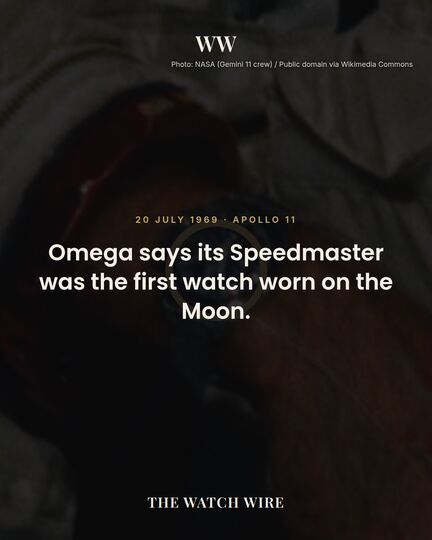 WW
Photo: NASA (Gemini 11 crew) / Public domain via Wikimedia Commons
20 JULY 1969 · APOLLO 11
Omega says its Speedmaster
was the first watch worn on the
Moon.
THE WATCH WIRE